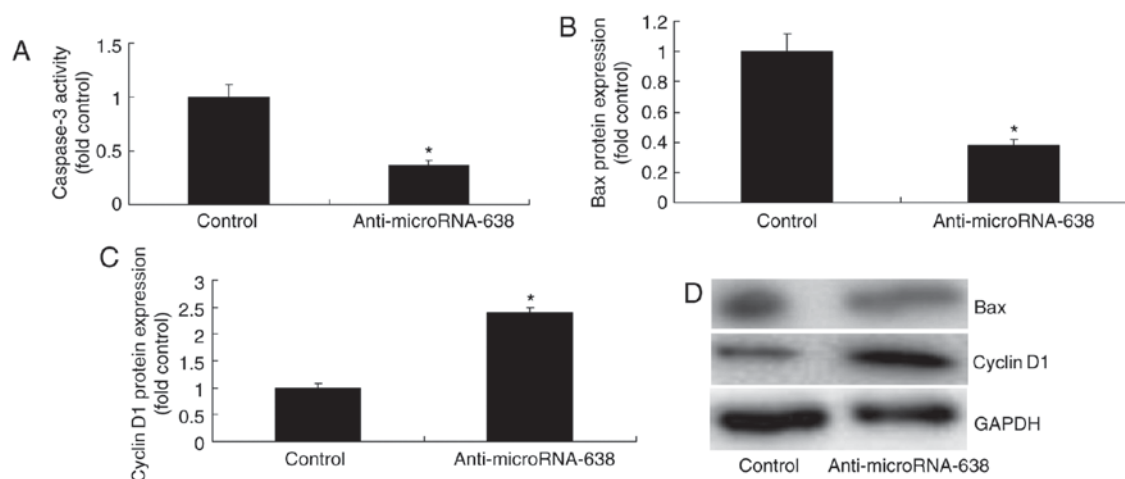 A
Caspase-3 activity
(fold control)
1.5
1
0.5
0
*
Control
Anti-microRNA-638
B
Bax protein expression
(fold control)
1.2
1
0.8
0.6
0.4
0.2
0
*
Control
Anti-microRNA-638
C
Cyclin D1 protein expression
(fold control)
3
2.5
2
1.5
1
0.5
0
*
Control
Anti-microRNA-638
D
Bax
Cyclin D1
GAPDH
Control
Anti-microRNA-638